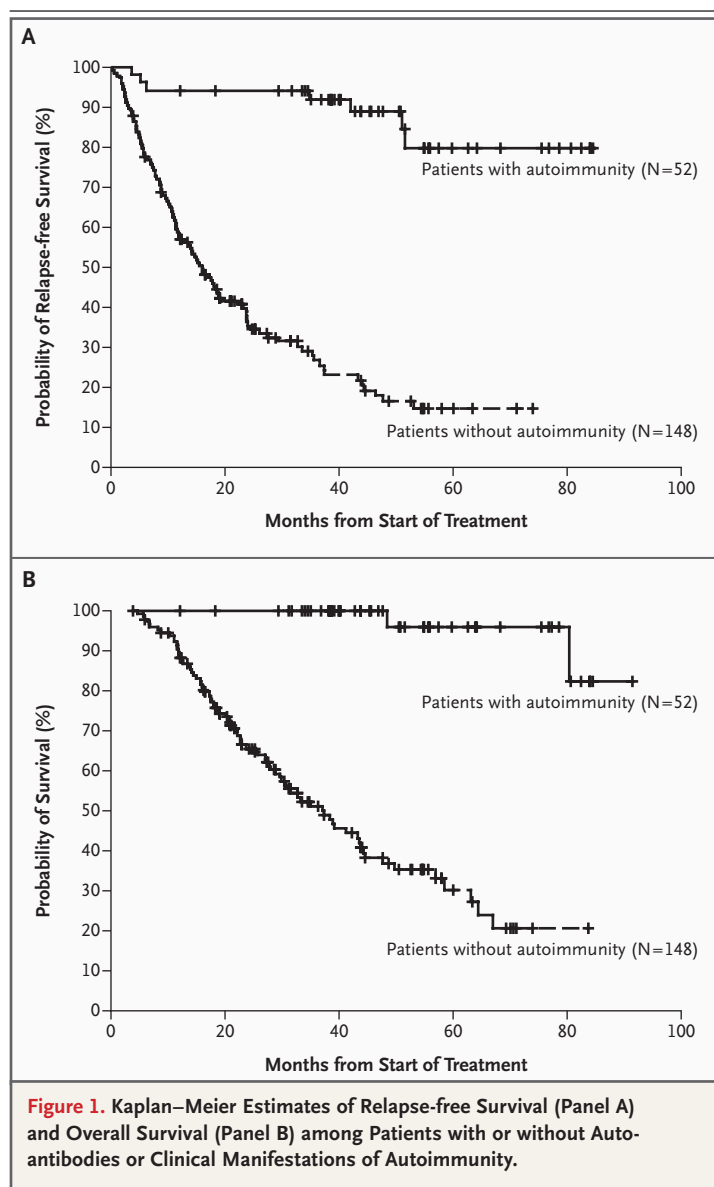 A
100
90
80
70
60
50
40
30
20
10
0
Probability of Relapse-free Survival (%)
Patients with autoimmunity (N=52)
Patients without autoimmunity (N=148)
0 20 40 60 80 100
Months from Start of Treatment
B
100
90
80
70
60
50
40
30
20
10
0
Probability of Survival (%)
Patients with autoimmunity (N=52)
Patients without autoimmunity (N=148)
0 20 40 60 80 100
Months from Start of Treatment
Figure 1. Kaplan–Meier Estimates of Relapse-free Survival (Panel A)
and Overall Survival (Panel B) among Patients with or without Auto-
antibodies or Clinical Manifestations of Autoimmunity.